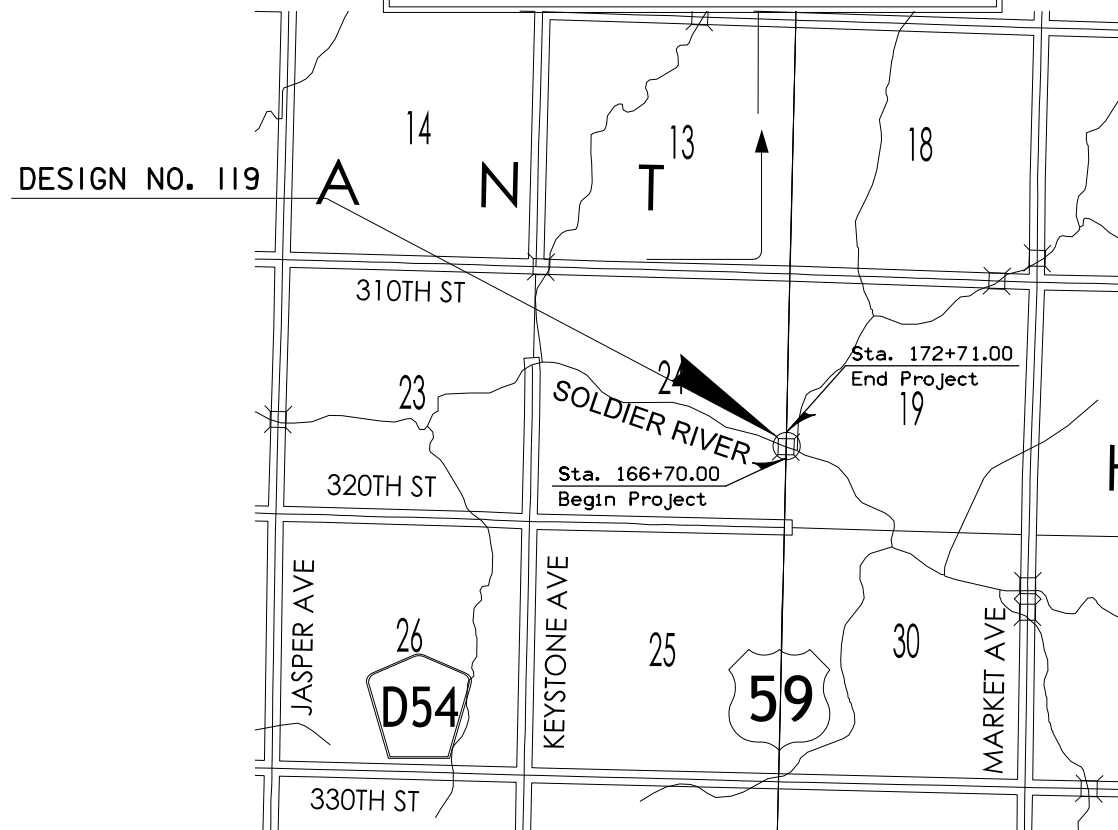 14
13
18
DESIGN NO. 119
A N T
310TH ST
Sta. 172+71.00
End Project
23
19
SOLDIER RIVER
Sta. 166+70.00
Begin Project
320TH ST
H
JASPER AVE
KEYSTONE AVE
MARKET AVE
26
25
30
D54
59
330TH ST